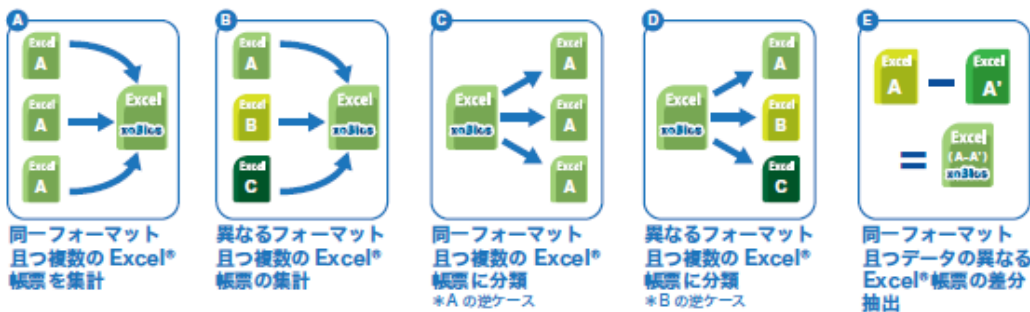 A
Excel
A
Excel
A
Excel
A
Excel
xoBlos
同一フォーマット
且つ複数の Excel®
帳票を集計
B
Excel
A
Excel
B
Excel
C
Excel
xoBlos
異なるフォーマット
且つ複数の Excel®
帳票の集計
C
Excel
xoBlos
Excel
A
Excel
A
Excel
A
同一フォーマット
且つ複数の Excel®
帳票に分類
＊A の逆ケース
D
Excel
xoBlos
Excel
A
Excel
B
Excel
C
異なるフォーマット
且つ複数の Excel®
帳票に分類
＊B の逆ケース
E
Excel
A
−
Excel
A'
=
Excel
(A-A')
xoBlos
同一フォーマット
且つデータの異なる
Excel®帳票の差分
抽出